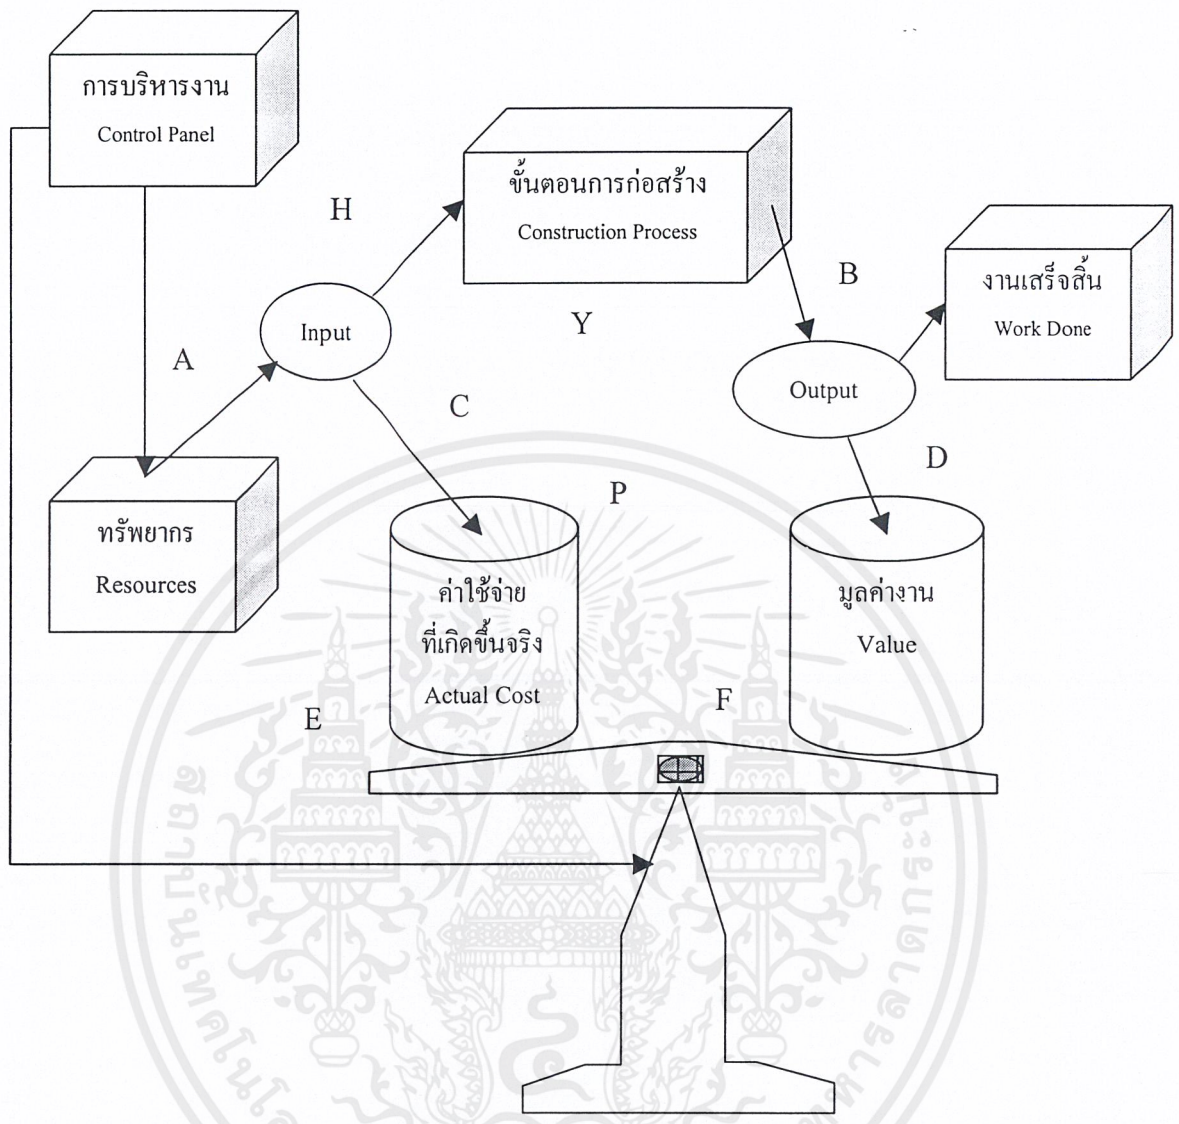 การบริหารงาน
Control Panel
H
ขั้นตอนการก่อสร้าง
Construction Process
B
งานเสร็จสิ้น
Work Done
Input
Y
A
Output
C
D
P
ทรัพยากร
Resources
ค่าใช้จ่าย
ที่เกิดขึ้นจริง
Actual Cost
มูลค่างาน
Value
E
F